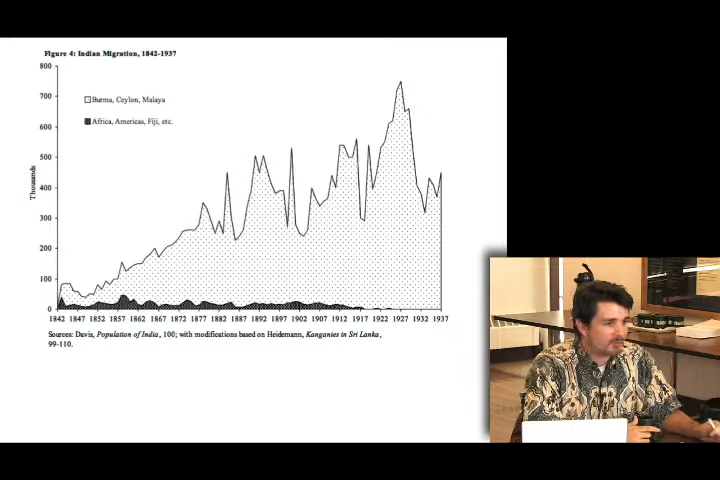 Figure 4: Indian Migration, 1842-1937
800
700
600
500
400
300
200
100
0
Thousands
Burma, Ceylon, Malaya
Africa, Americas, Fiji, etc.
1842 1847 1852 1857 1862 1867 1872 1877 1882 1887 1892 1897 1902 1907 1912 1917 1922 1927 1932 1937
Sources: Davis, Population of India, 100; with modifications based on Heidemann, Kanganies in Sri Lanka,
99-110.